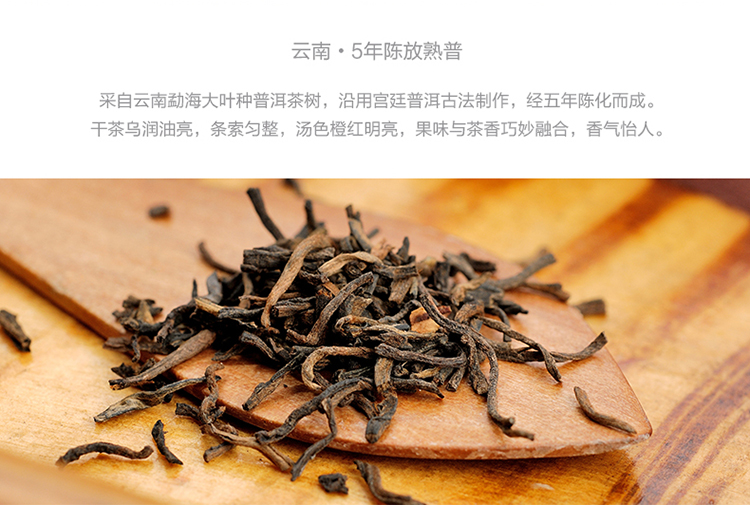 云南·5年陈放熟普
采自云南勐海大叶种普洱茶树，沿用宫廷普洱古法制作，经五年陈化而成。
干茶乌润油亮，条索匀整，汤色橙红明亮，果味与茶香巧妙融合，香气怡人。